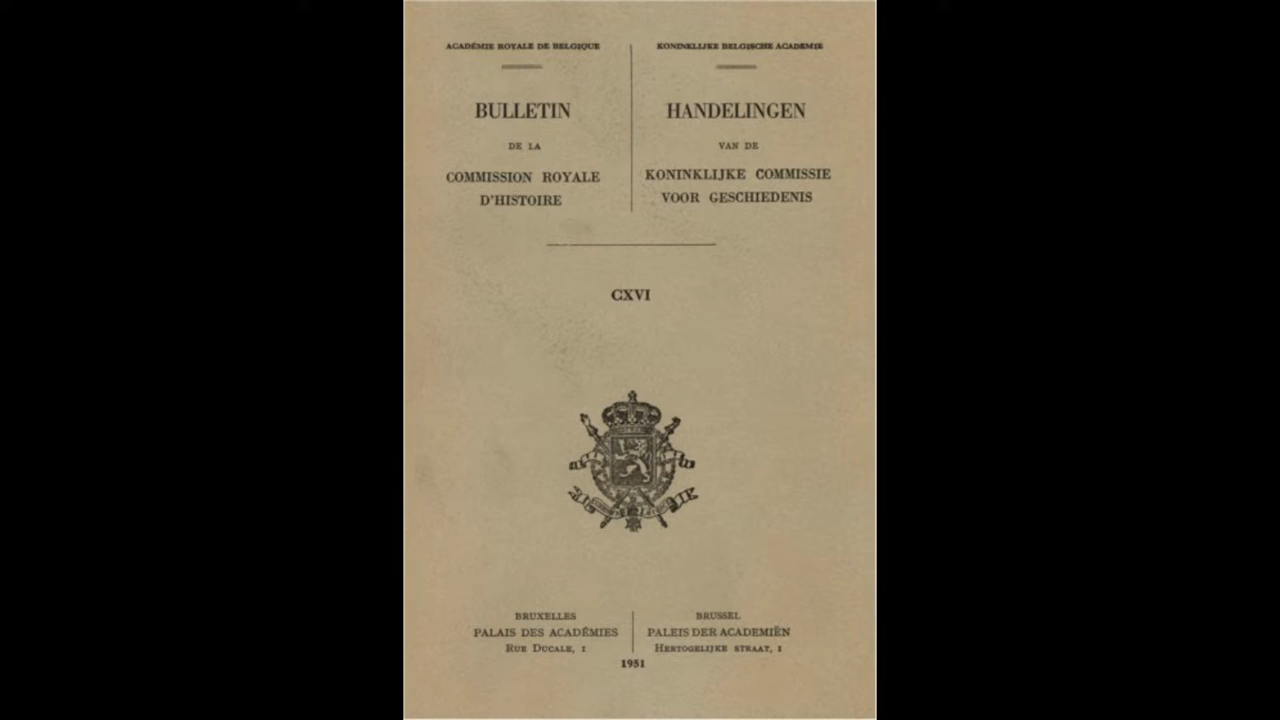 ACADÉMIE ROYALE DE BELGIQUE
BULLETIN
DE LA
COMMISSION ROYALE
D'HISTOIRE
KONINKLIJKE BELGISCHE ACADEMIE
HANDELINGEN
VAN DE
KONINKLIJKE COMMISSIE
VOOR GESCHIEDENIS
CXVI
BRUXELLES
PALAIS DES ACADÉMIES
RUE DUCALE, 1
BRUSSEL
PALEIS DER ACADEMIËN
HERTOGELIJKE STRAAT, 1
1951